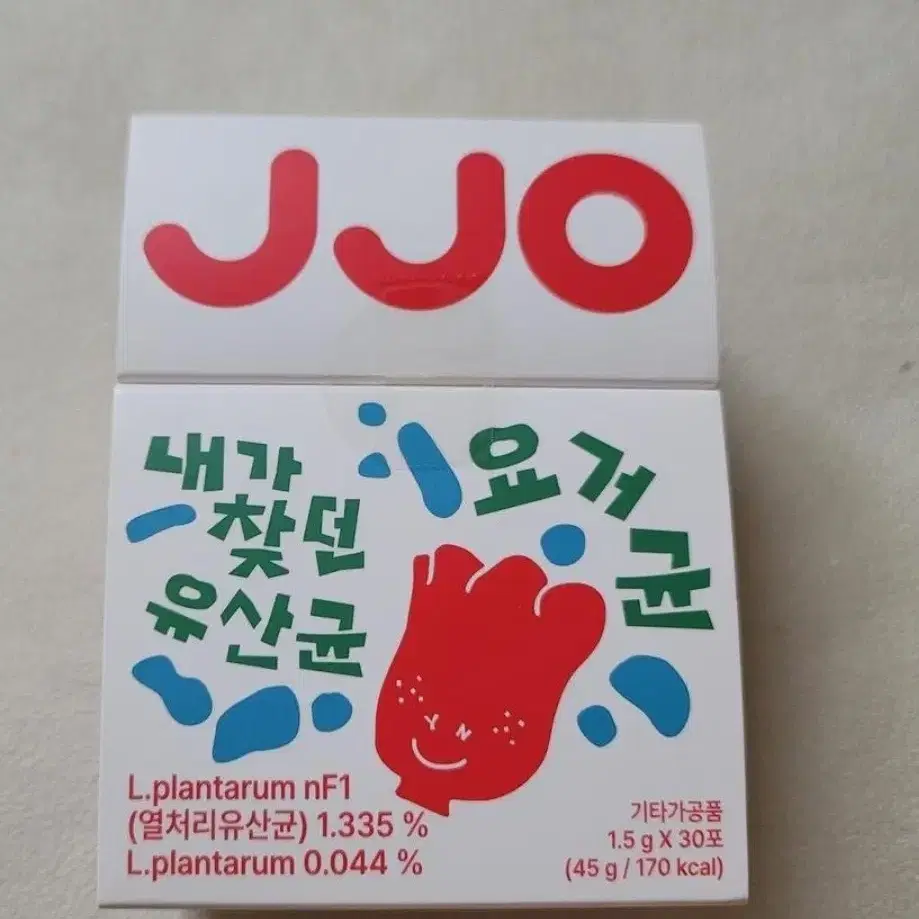 JJO
내가
찾던
유산균
요거균
Y N
L.plantarum nF1
(열처리유산균) 1.335 %
L.plantarum 0.044 %
기타가공품
1.5 g X 30포
(45 g / 170 kcal)